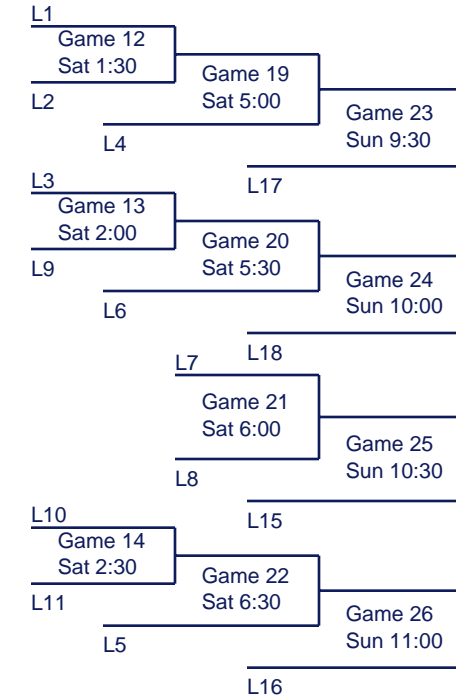 L1
Game 12
Sat 1:30
L2
Game 19
Sat 5:00
L4
Game 23
Sun 9:30
L17
L3
Game 13
Sat 2:00
L9
Game 20
Sat 5:30
L6
Game 24
Sun 10:00
L18
L7
Game 21
Sat 6:00
L8
Game 25
Sun 10:30
L15
L10
Game 14
Sat 2:30
L11
Game 22
Sat 6:30
L5
Game 26
Sun 11:00
L16